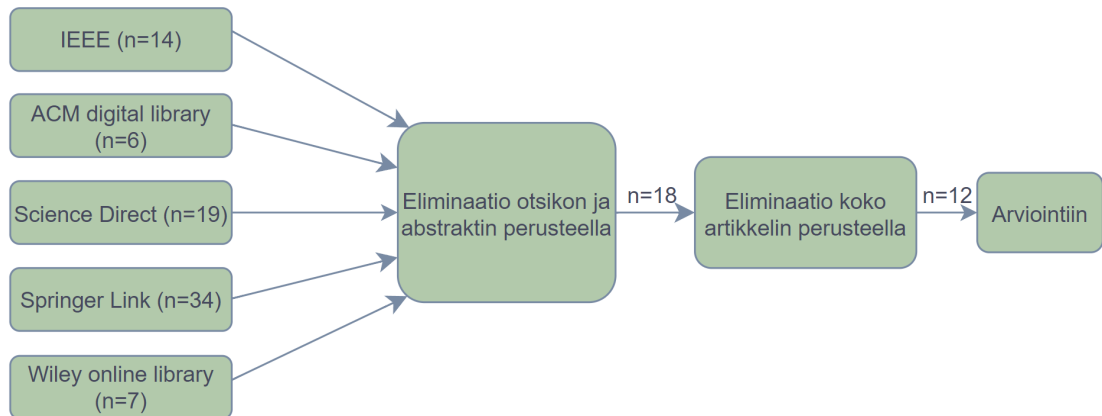 IEEE (n=14)
ACM digital library
(n=6)
Science Direct (n=19)
Springer Link (n=34)
Wiley online library
(n=7)
Eliminaatio otsikon ja
abstraktin perusteella
n=18
Eliminaatio koko
artikkelin perusteella
n=12
Arviointiin